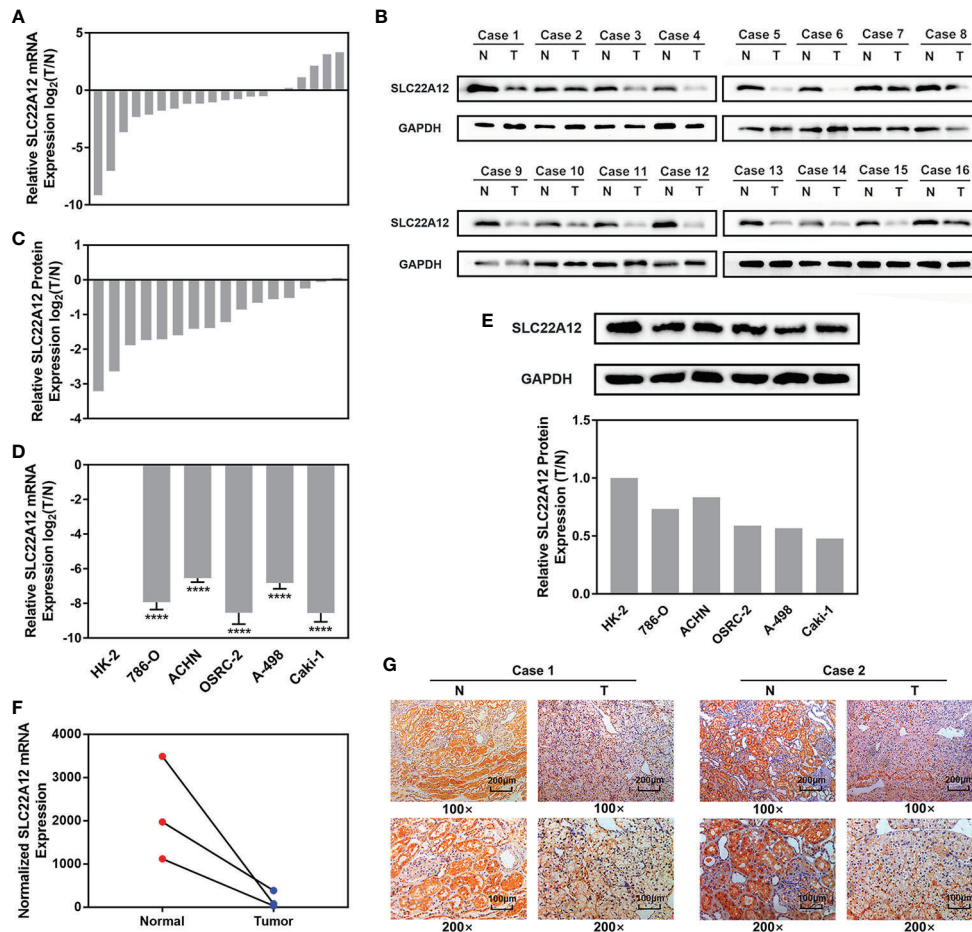 A
Relative SLC22A12 mRNA
Expression log2(T/N)
5
0
-5
-10
B
Case 1 Case 2 Case 3 Case 4
N T N T N T N T
SLC22A12
GAPDH
Case 5 Case 6 Case 7 Case 8
N T N T N T N T
Case 9 Case 10 Case 11 Case 12
N T N T N T N T
SLC22A12
GAPDH
Case 13 Case 14 Case 15 Case 16
N T N T N T N T
C
Relative SLC22A12 Protein
Expression log2(T/N)
1
0
-1
-2
-3
-4
D
Relative SLC22A12 mRNA
Expression log2(T/N)
0
-2
-4
-6
-8
-10
**** **** **** **** ****
HK-2 786-O ACHN OSRC-2 A-498 Caki-1
E
SLC22A12
GAPDH
Relative SLC22A12 Protein
Expression (T/N)
1.5
1.0
0.5
0.0
HK-2 786-O ACHN OSRC-2 A-498 Caki-1
F
Normalized SLC22A12 mRNA
Expression
4000
3000
2000
1000
0
Normal Tumor
G
Case 1 Case 2
N T N T
200μm 200μm 200μm 200μm
100× 100× 100× 100×
100μm 100μm 100μm 100μm
200× 200× 200× 200×